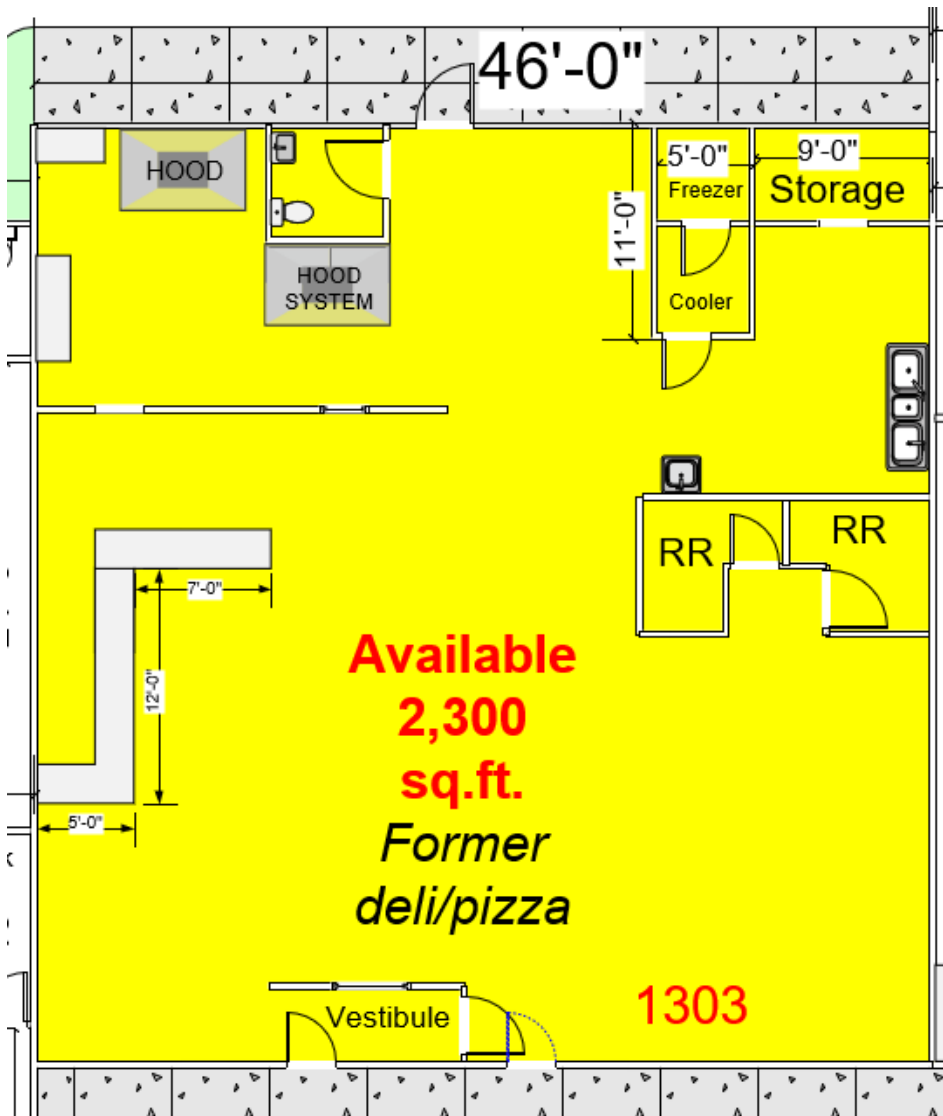 46'-0"
HOOD
5'-0"
9'-0"
Freezer
Storage
11'-0"
HOOD
SYSTEM
Cooler
RR
RR
7'-0"
12'-0"
Available
2,300
sq.ft.
Former
deli/pizza
5'-0"
1303
Vestibule